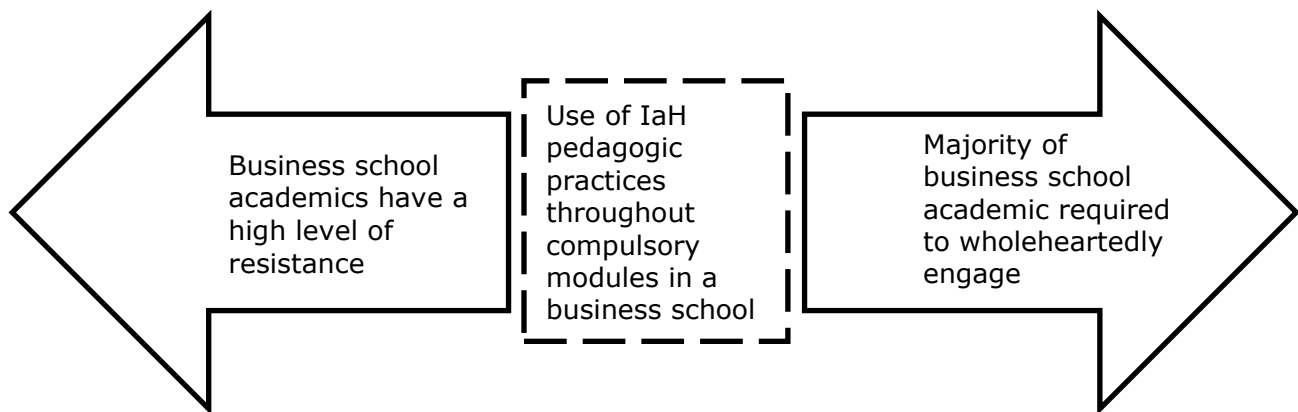 Business school
academics have a
high level of
resistance
Use of IaH
pedagogic
practices
throughout
compulsory
modules in a
business school
Majority of
business school
academic required
to wholeheartedly
engage